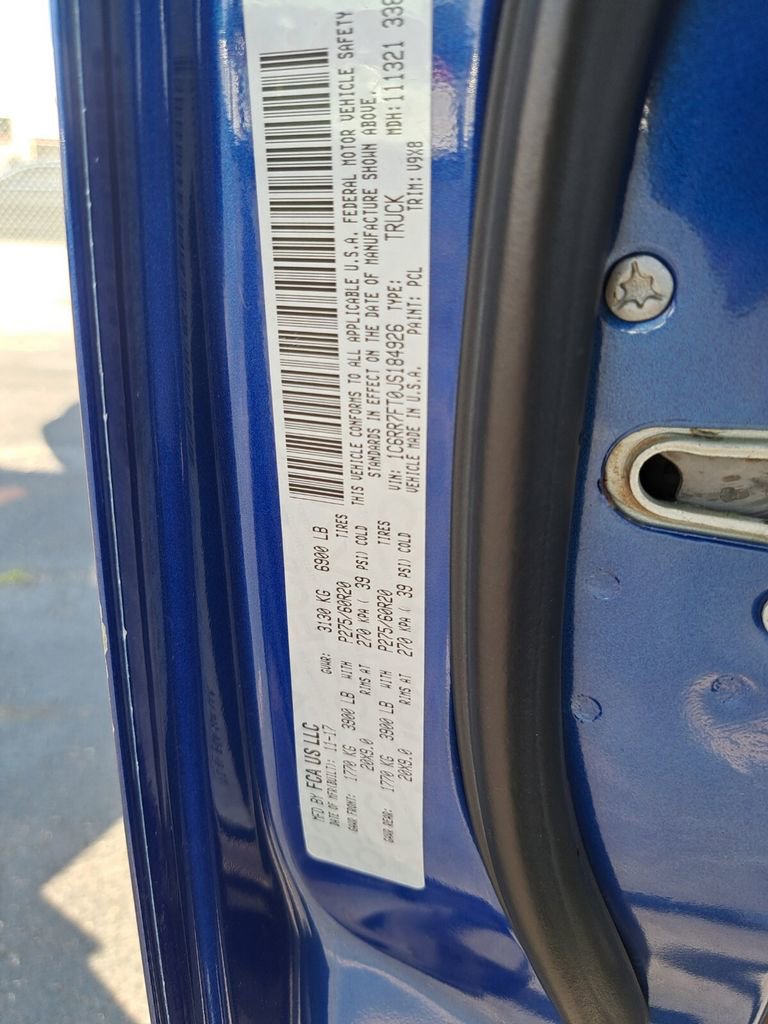 MFD BY FCA US LLC
DATE OF MFR(BUILT): 11-17 GVWR: 3130 KG 6900 LB
GAWR FRONT: 1770 KG 3900 LB WITH P275/60R20 TIRES
20X9.0 RIMS AT 270 KPA ( 39 PSI) COLD
GAWR REAR: 1770 KG 3900 LB WITH P275/60R20 TIRES
20X9.0 RIMS AT 270 KPA ( 39 PSI) COLD
THIS VEHICLE CONFORMS TO ALL APPLICABLE U.S.A. FEDERAL MOTOR VEHICLE SAFETY
STANDARDS IN EFFECT ON THE DATE OF MANUFACTURE SHOWN ABOVE.
VIN: 1C6RR7FT0JS184926 TYPE: TRUCK MDH: 111321 338
VEHICLE MADE IN U.S.A. PAINT: PCL TRIM: V9X8